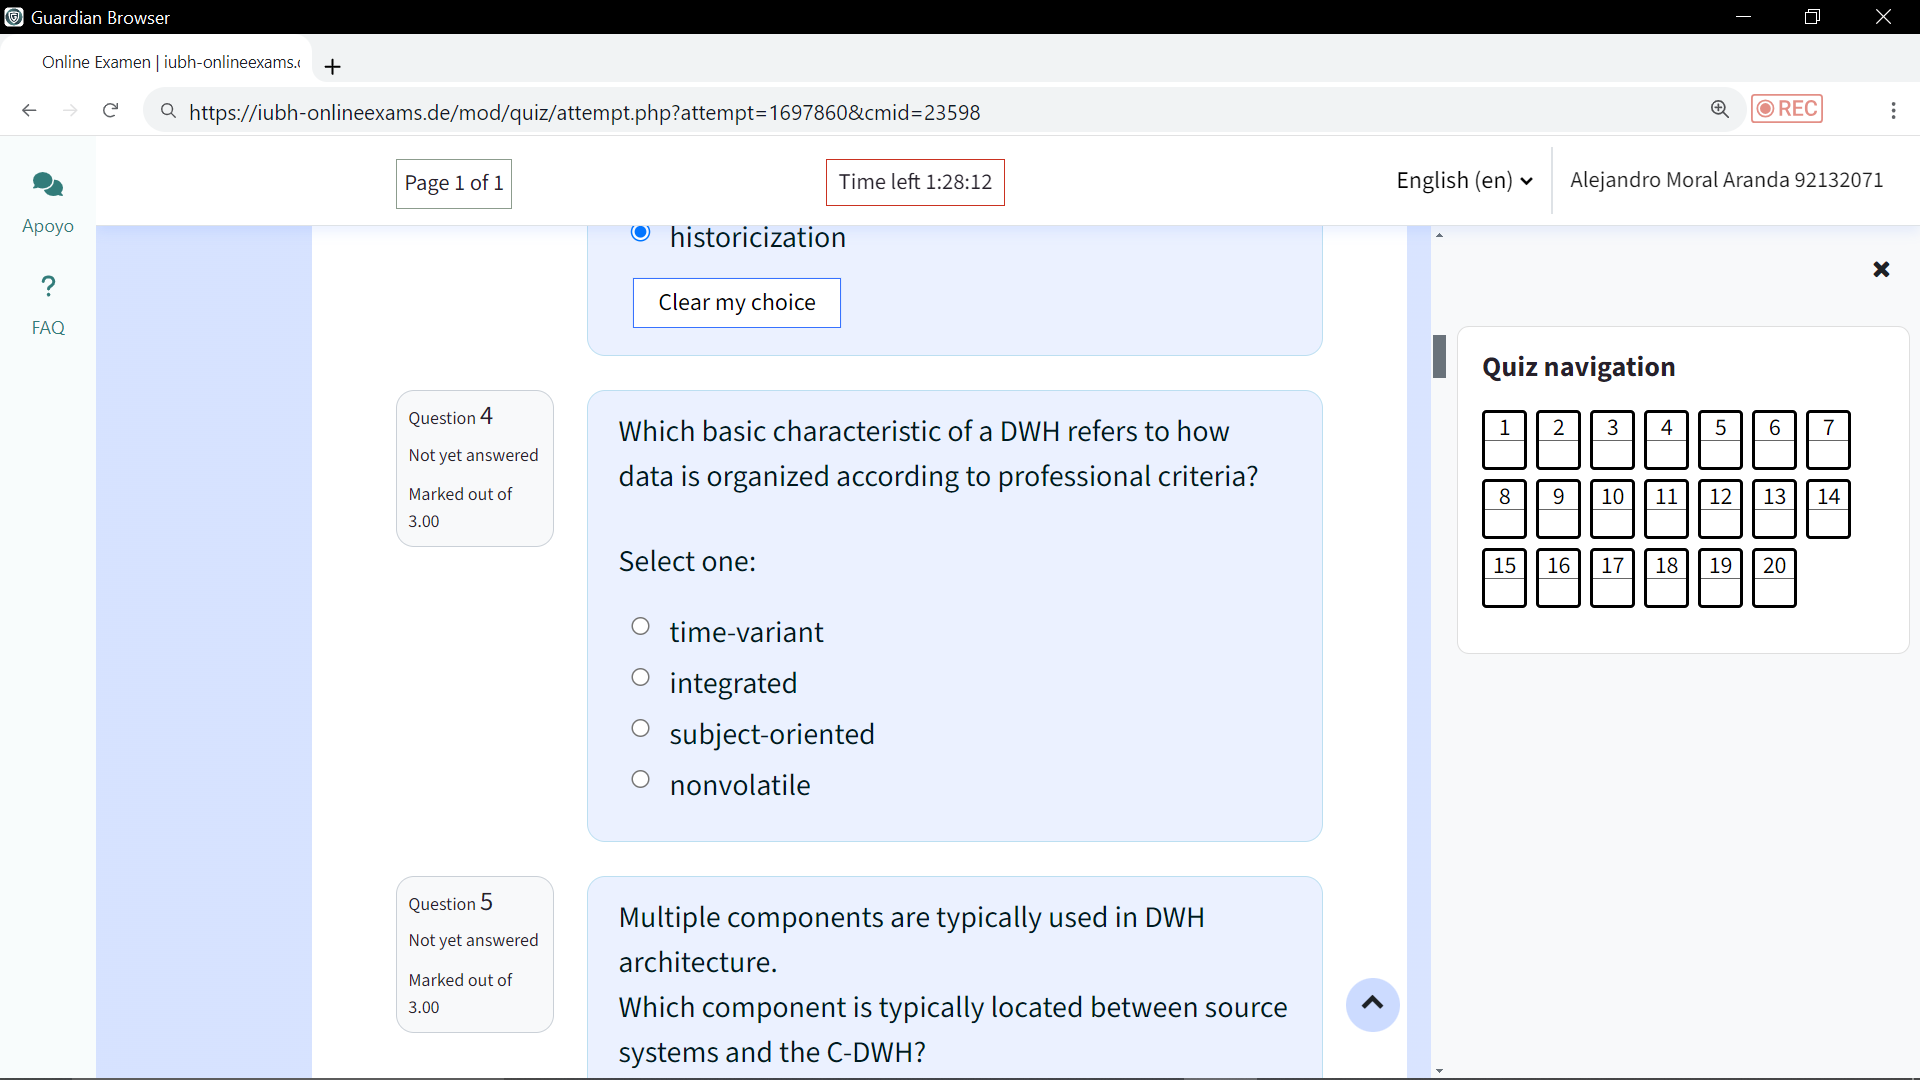 Guardian Browser
Online Examen | iubh-onlineexams.
https://iubh-onlineexams.de/mod/quiz/attempt.php?attempt=1697860&cmid=23598
REC
Apoyo
?
FAQ
Page 1 of 1
Time left 1:28:12
English (en)
Alejandro Moral Aranda 92132071
historicization
Clear my choice
Question 4
Not yet answered
Marked out of
3.00
Which basic characteristic of a DWH refers to how
data is organized according to professional criteria?
Select one:
time-variant
integrated
subject-oriented
nonvolatile
Question 5
Not yet answered
Marked out of
3.00
Multiple components are typically used in DWH
architecture.
Which component is typically located between source
systems and the C-DWH?
Quiz navigation
1 2 3 4 5 6 7
8 9 10 11 12 13 14
15 16 17 18 19 20